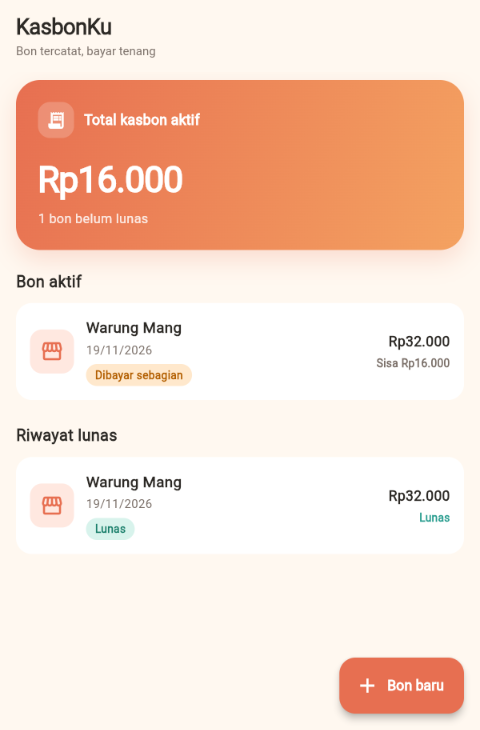 KasbonKu
Bon tercatat, bayar tenang
Total kasbon aktif
Rp16.000
1 bon belum lunas
Bon aktif
Warung Mang
19/11/2026
Dibayar sebagian
Rp32.000
Sisa Rp16.000
Riwayat lunas
Warung Mang
19/11/2026
Lunas
Rp32.000
Lunas
Bon baru